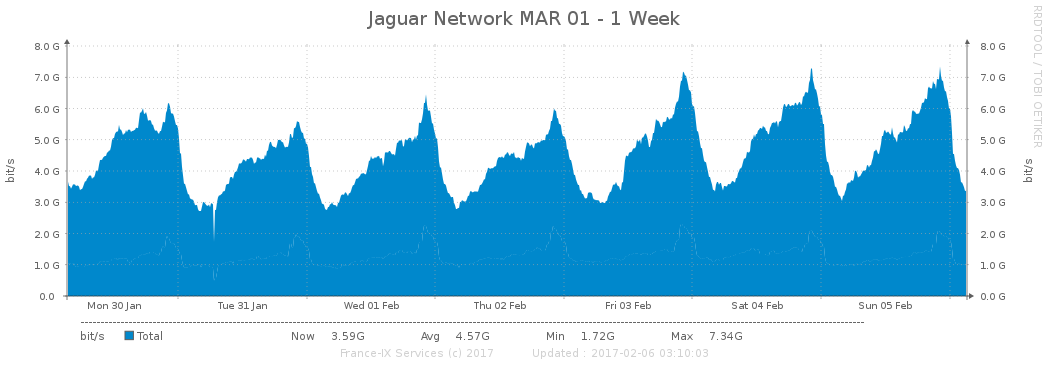 Jaguar Network MAR 01 - 1 Week
RRDTOOL / TOBI OETIKER
bit/s
8.0 G 8.0 G
7.0 G 7.0 G
6.0 G 6.0 G
5.0 G 5.0 G
4.0 G 4.0 G
3.0 G 3.0 G
2.0 G 2.0 G
1.0 G 1.0 G
0.0 0.0 G
bit/s
Mon 30 Jan Tue 31 Jan Wed 01 Feb Thu 02 Feb Fri 03 Feb Sat 04 Feb Sun 05 Feb
bit/s Total Now 3.59G Avg 4.57G Min 1.72G Max 7.34G
France-IX Services (c) 2017 Updated : 2017-02-06 03:10:03